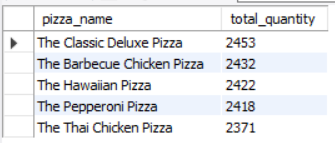 pizza_name total_quantity
The Classic Deluxe Pizza 2453
The Barbecue Chicken Pizza 2432
The Hawaiian Pizza 2422
The Pepperoni Pizza 2418
The Thai Chicken Pizza 2371